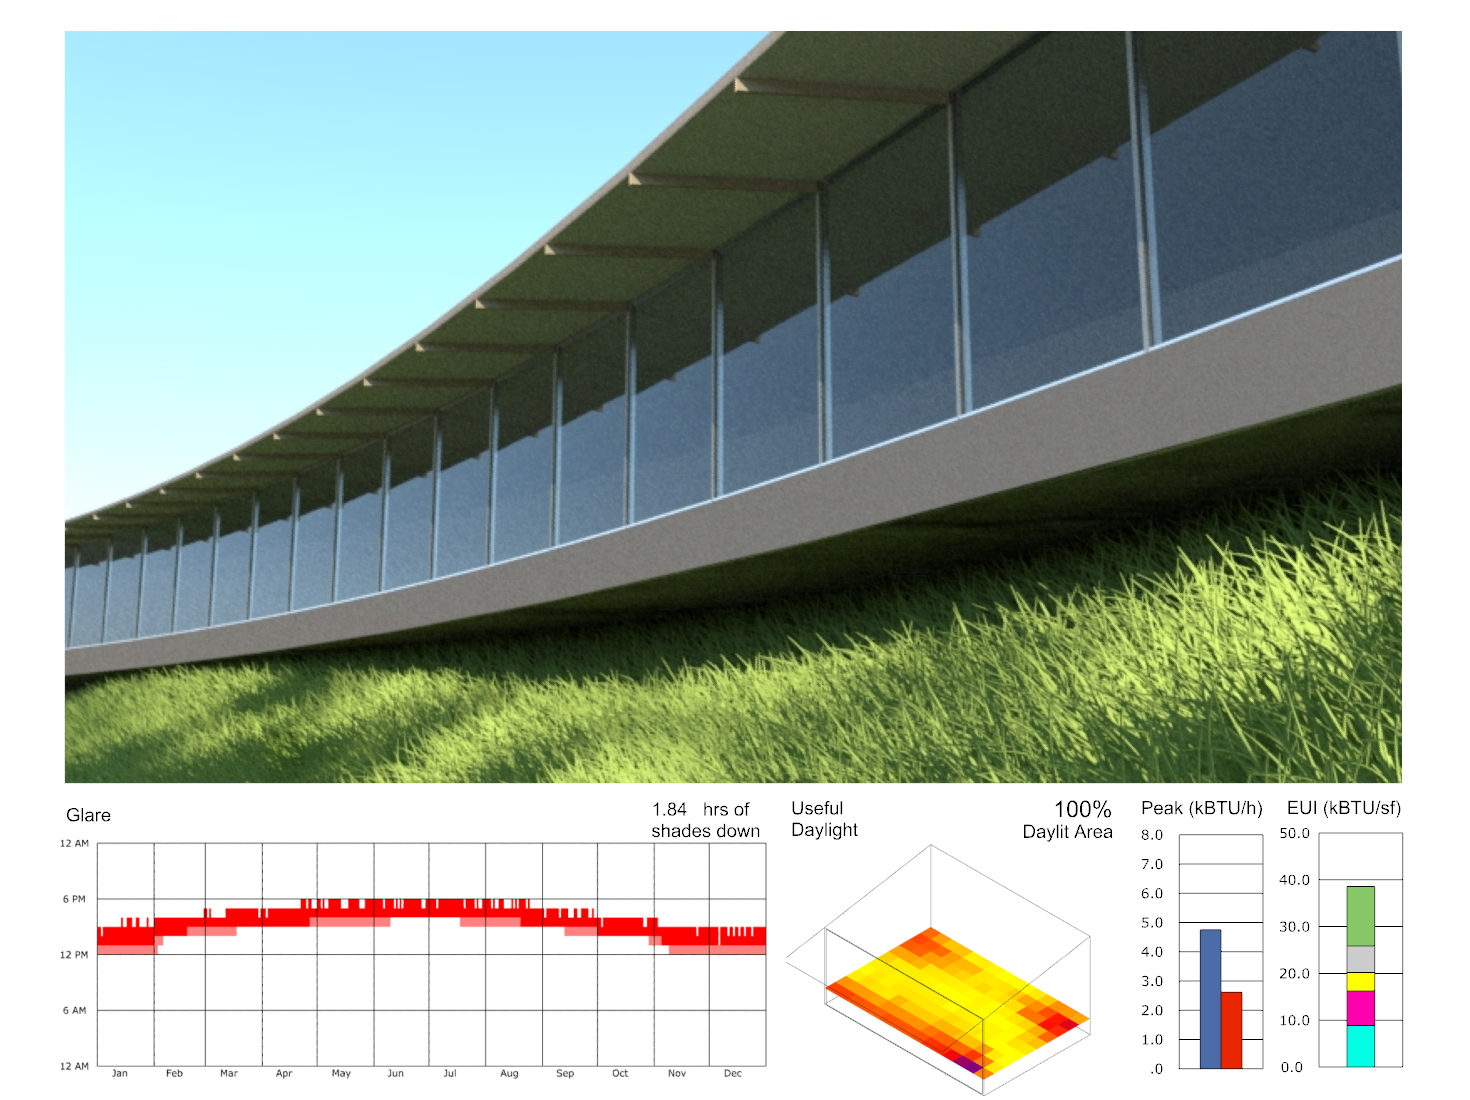 Glare
1.84 hrs of
shades down
Useful
Daylight
100%
Daylit Area
Peak (kBTU/h)
EUI (kBTU/sf)
12 AM
6 PM
12 PM
6 AM
12 AM
Jan Feb Mar Apr May Jun Jul Aug Sep Oct Nov Dec
8.0
7.0
6.0
5.0
4.0
3.0
2.0
1.0
.0
50.0
40.0
30.0
20.0
10.0
0.0